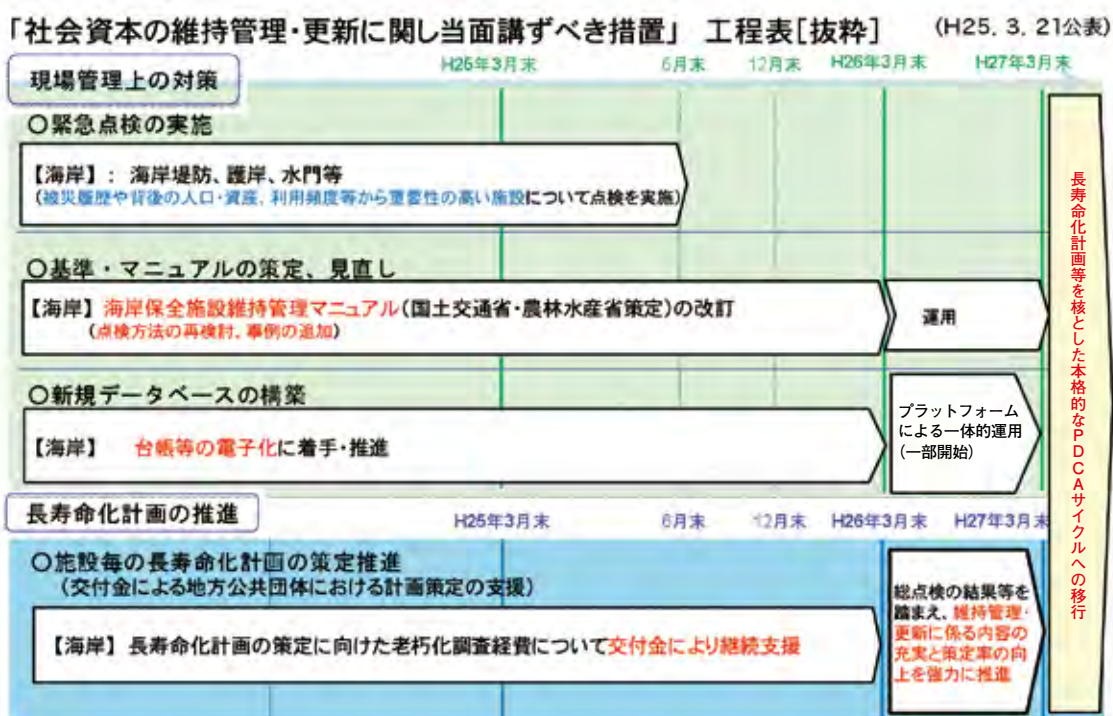 「社会資本の維持管理・更新に関し当面講ずべき措置」 工程表[抜粋] (H25. 3. 21公表)
現場管理上の対策
H25年3月末 6月末 12月末 H26年3月末 H27年3月末
〇緊急点検の実施
【海岸】: 海岸堤防、護岸、水門等
(被災履歴や背後の人口・資産、利用頻度等から重要性の高い施設について点検を実施)
〇基準・マニュアルの策定、見直し
【海岸】海岸保全施設維持管理マニュアル(国土交通省・農林水産省策定)の改訂
(点検方法の再検討、事例の追加)
運用
〇新規データベースの構築
【海岸】 台帳等の電子化に着手・推進
プラットフォーム
による一体的運用
(一部開始)
長寿命化計画の推進
H25年3月末 6月末 12月末 H26年3月末 H27年3月末
〇施設毎の長寿命化計画の策定推進
(交付金による地方公共団体における計画策定の支援)
【海岸】長寿命化計画の策定に向けた老朽化調査経費について交付金により継続支援
総点検の結果等を
踏まえ、維持管理・
更新に係る内容の
充実と策定率の向
上を強力に推進
長寿命化計画等を核とした本格的なPDCAサイクルへの移行